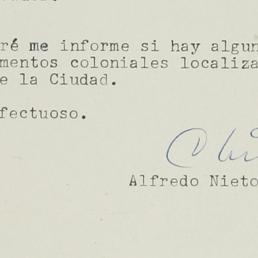 ré me informe si hay algun
mentos coloniales localiza
e la Ciudad.
fectuoso.
Alfredo Nieto